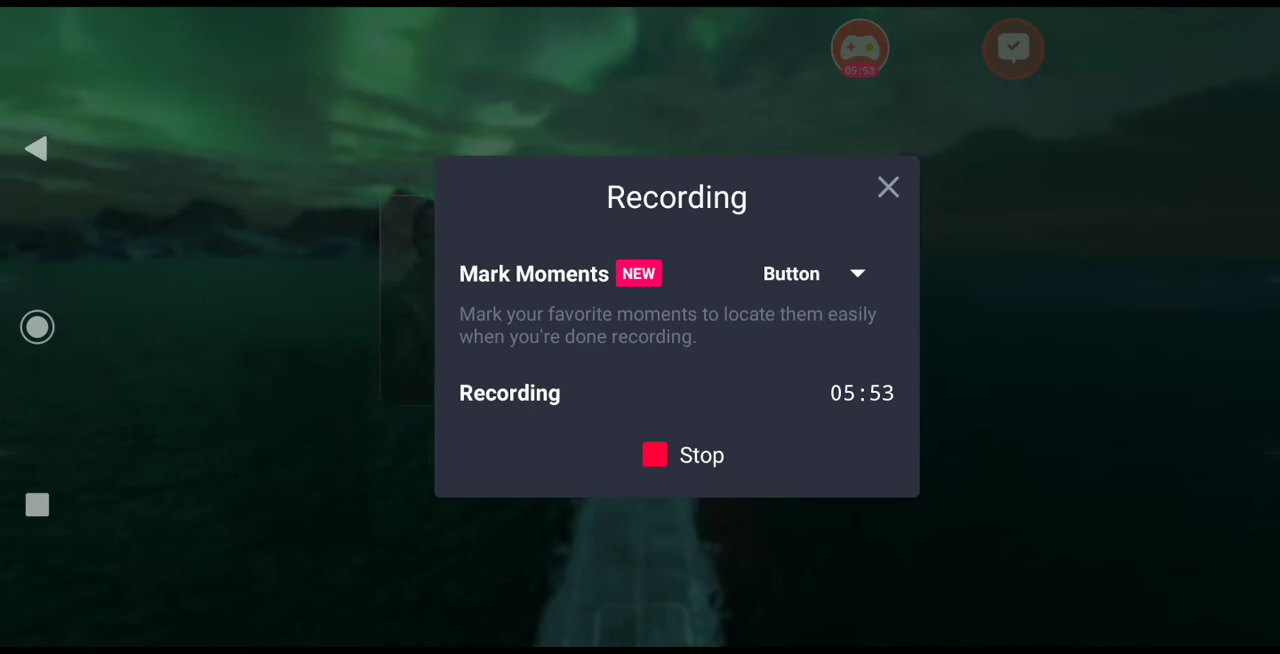 05:53
Recording
Mark Moments NEW Button
Mark your favorite moments to locate them easily
when you're done recording.
Recording 05:53
Stop